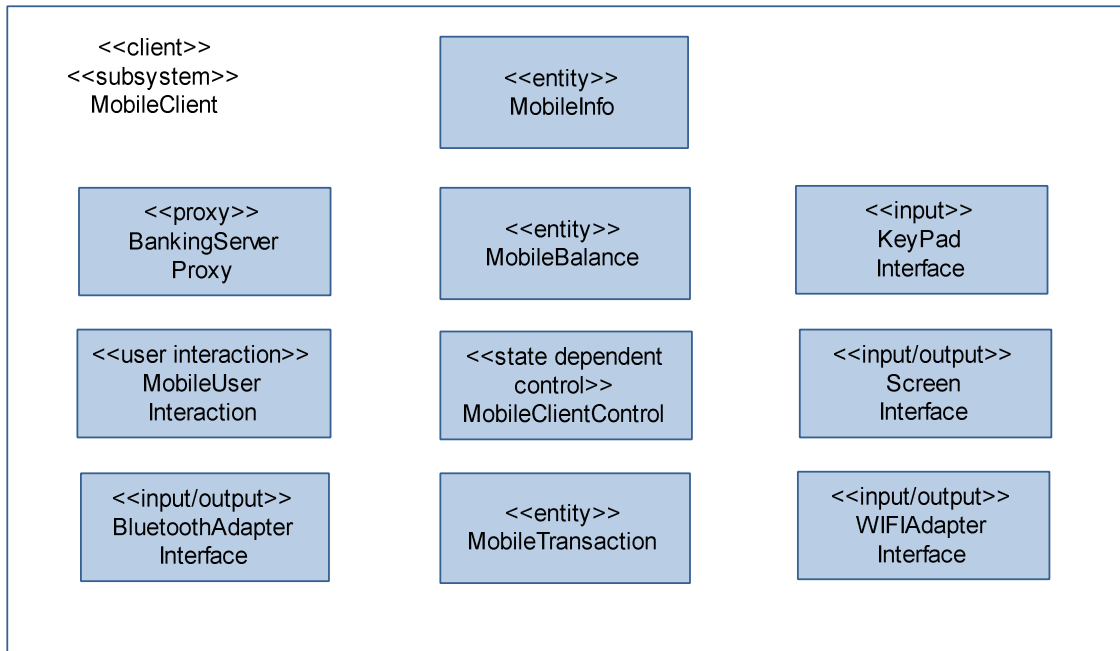 <<client>>
<<subsystem>>
MobileClient
<<entity>>
MobileInfo
<<proxy>>
BankingServer
Proxy
<<entity>>
MobileBalance
<<input>>
KeyPad
Interface
<<user interaction>>
MobileUser
Interaction
<<state dependent
control>>
MobileClientControl
<<input/output>>
Screen
Interface
<<input/output>>
BluetoothAdapter
Interface
<<entity>>
MobileTransaction
<<input/output>>
WIFIAdapter
Interface